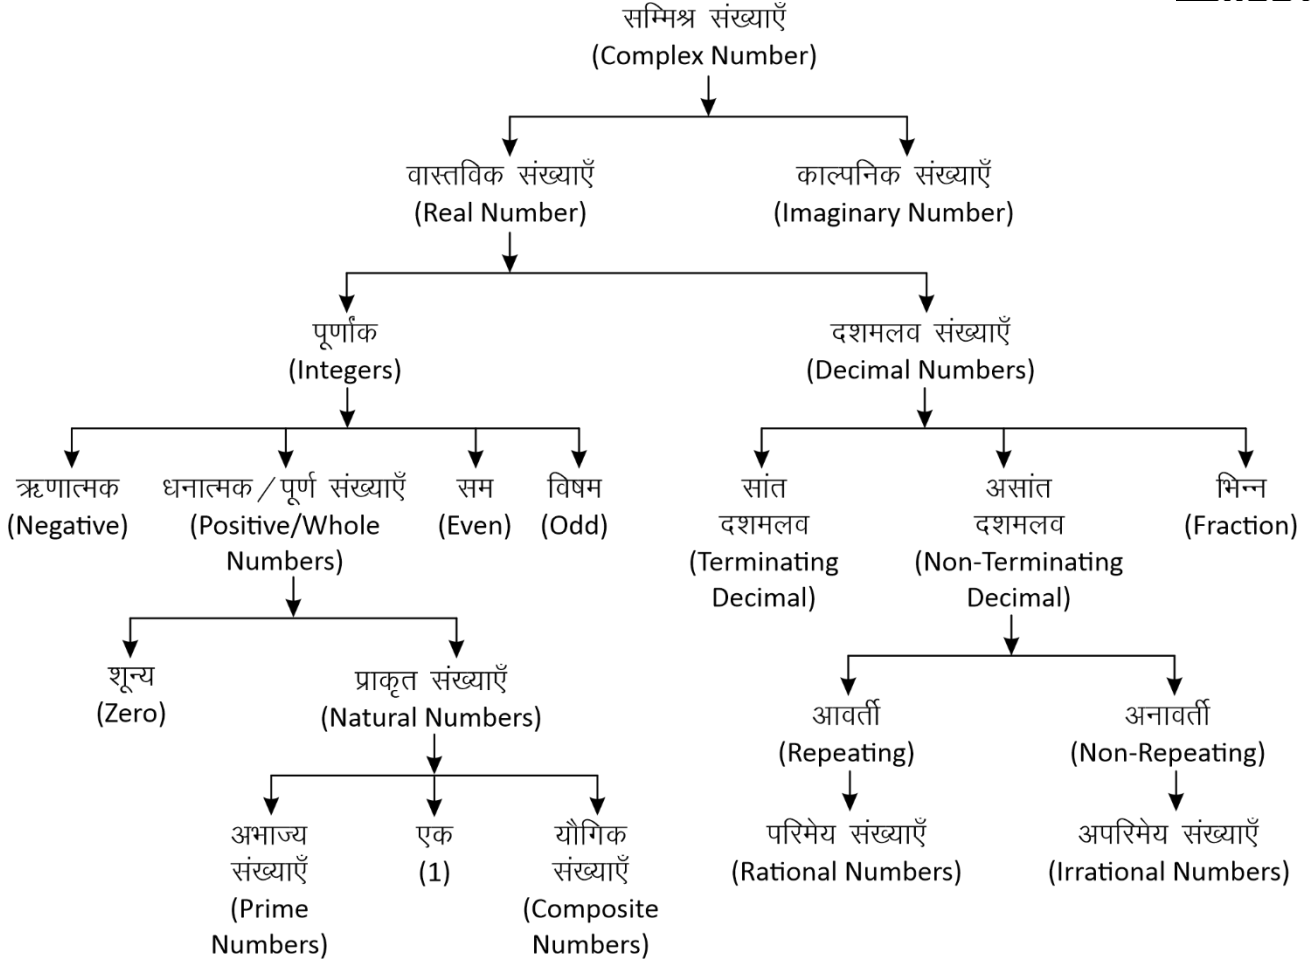 सम्मिश्र संख्याएँ
(Complex Number)
वास्तविक संख्याएँ
(Real Number)
काल्पनिक संख्याएँ
(Imaginary Number)
पूर्णांक
(Integers)
दशमलव संख्याएँ
(Decimal Numbers)
ऋणात्मक
(Negative)
धनात्मक / पूर्ण संख्याएँ
(Positive/Whole
Numbers)
सम
(Even)
विषम
(Odd)
सांत
दशमलव
(Terminating
Decimal)
असांत
दशमलव
(Non-Terminating
Decimal)
भिन्न
(Fraction)
शून्य
(Zero)
प्राकृत संख्याएँ
(Natural Numbers)
आवर्ती
(Repeating)
अनावर्ती
(Non-Repeating)
अभाज्य
संख्याएँ
(Prime
Numbers)
एक
(1)
यौगिक
संख्याएँ
(Composite
Numbers)
परिमेय संख्याएँ
(Rational Numbers)
अपरिमेय संख्याएँ
(Irrational Numbers)